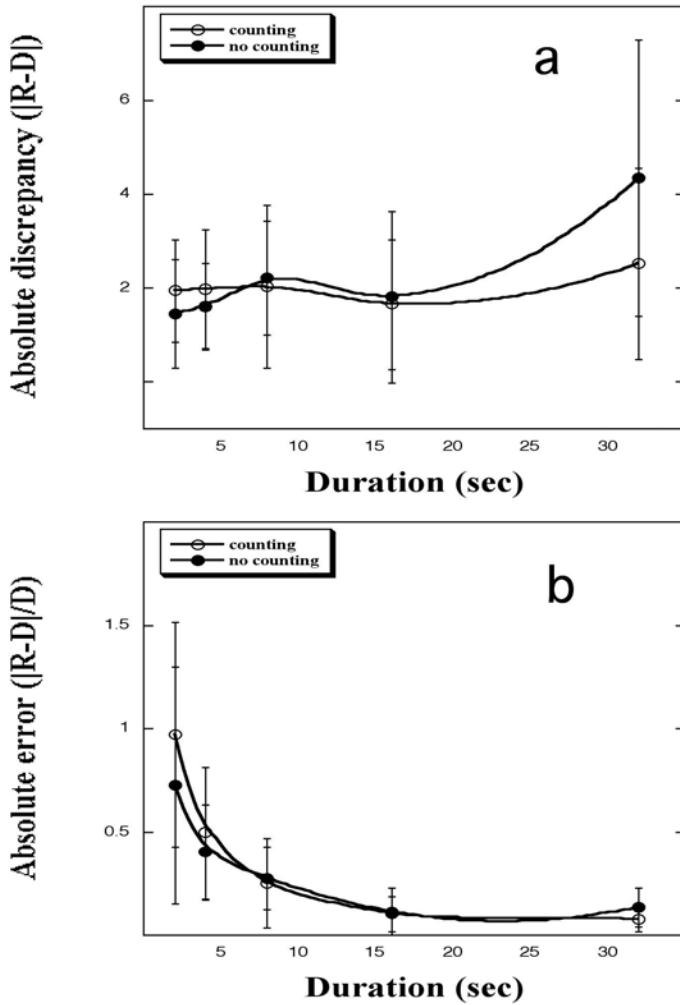 counting
no counting
a
Absolute discrepancy (|R-D|)
6
4
2
5 10 15 20 25 30
Duration (sec)
counting
no counting
b
Absolute error (|R-D|/D)
1.5
1
0.5
5 10 15 20 25 30
Duration (sec)